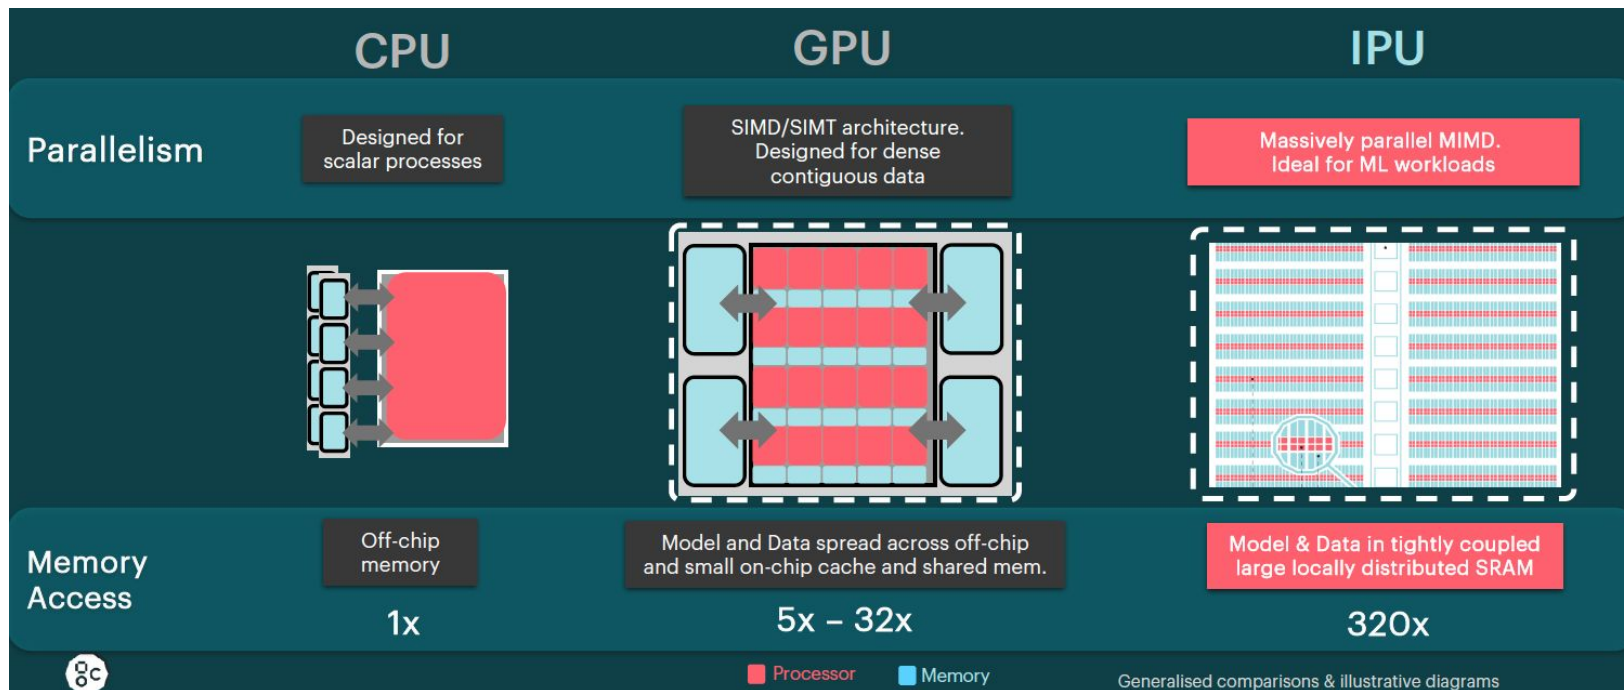 CPU
GPU
IPU
Parallelism
Designed for
scalar processes
SIMD/SIMT architecture.
Designed for dense
contiguous data
Massively parallel MIMD.
Ideal for ML workloads
Memory
Access
Off-chip
memory
1x
Model and Data spread across off-chip
and small on-chip cache and shared mem.
5x – 32x
Model & Data in tightly coupled
large locally distributed SRAM
320x
gc
Processor
Memory
Generalised comparisons & illustrative diagrams